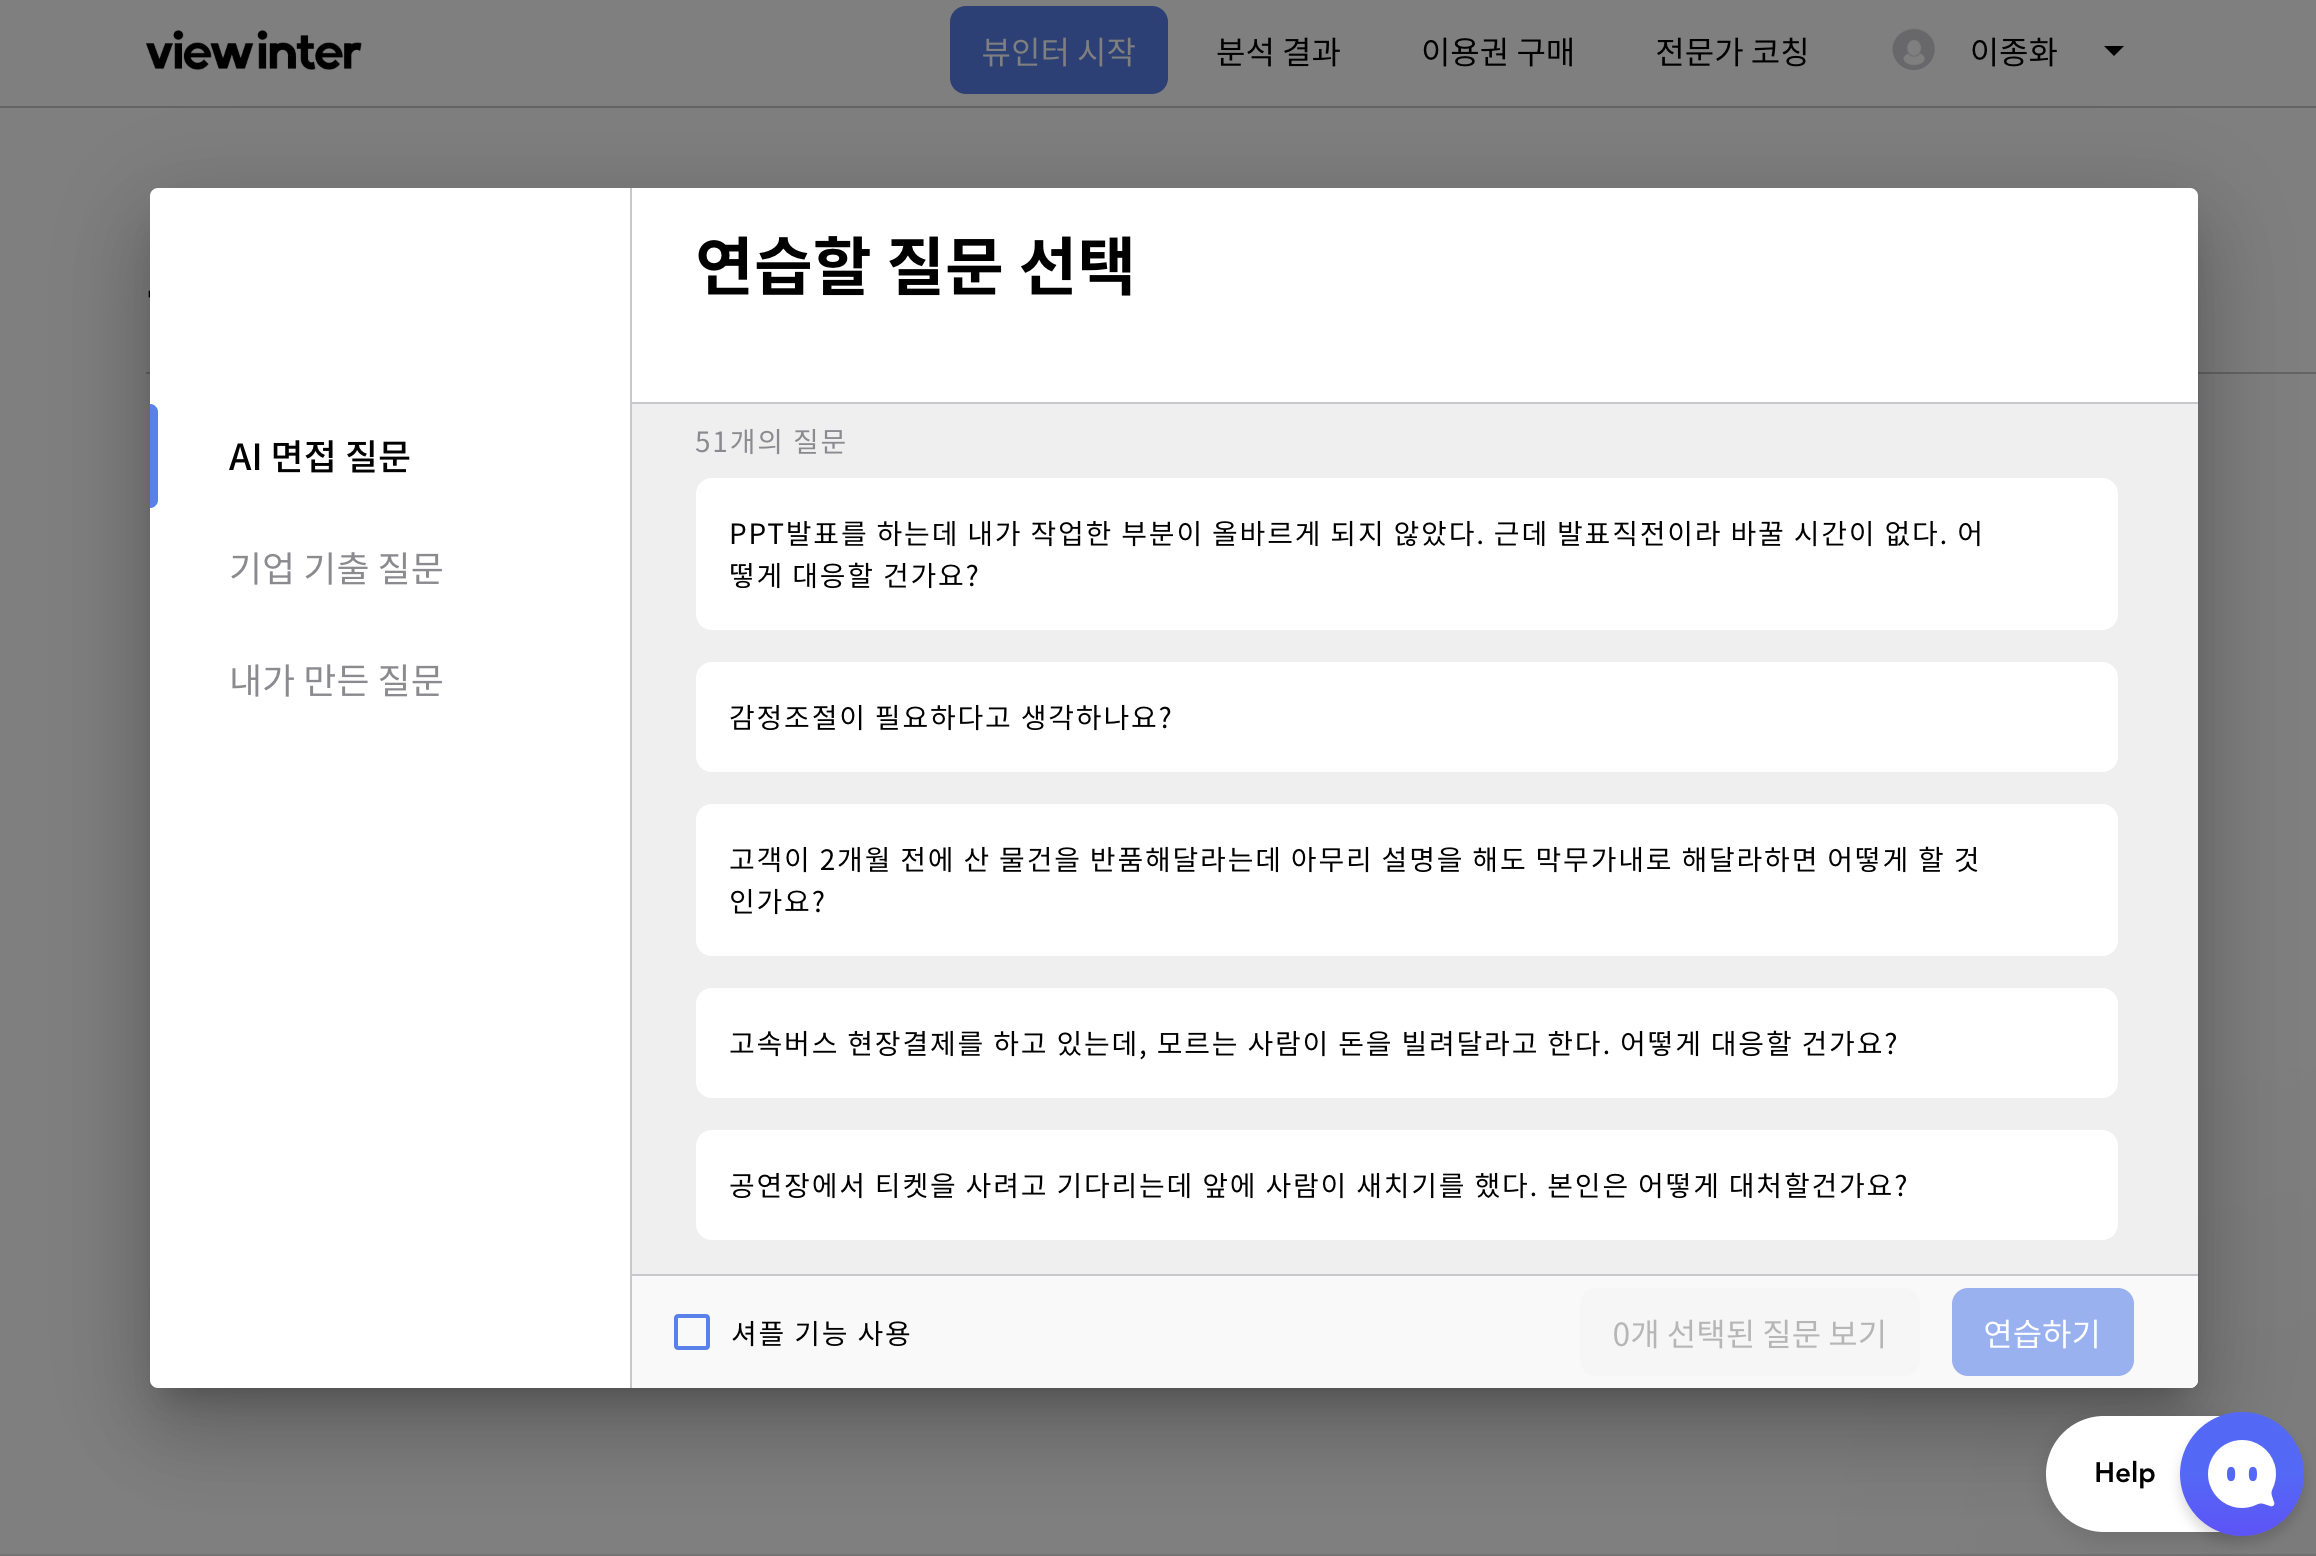 viewinter
뷰인터 시작
분석 결과
이용권 구매
전문가 코칭
이종화
연습할 질문 선택
AI 면접 질문
기업 기출 질문
내가 만든 질문
51개의 질문
PPT발표를 하는데 내가 작업한 부분이 올바르게 되지 않았다. 근데 발표직전이라 바꿀 시간이 없다. 어
떻게 대응할 건가요?
감정조절이 필요하다고 생각하나요?
고객이 2개월 전에 산 물건을 반품해달라는데 아무리 설명을 해도 막무가내로 해달라하면 어떻게 할 것
인가요?
고속버스 현장결제를 하고 있는데, 모르는 사람이 돈을 빌려달라고 한다. 어떻게 대응할 건가요?
공연장에서 티켓을 사려고 기다리는데 앞에 사람이 새치기를 했다. 본인은 어떻게 대처할건가요?
셔플 기능 사용
0개 선택된 질문 보기
연습하기
Help